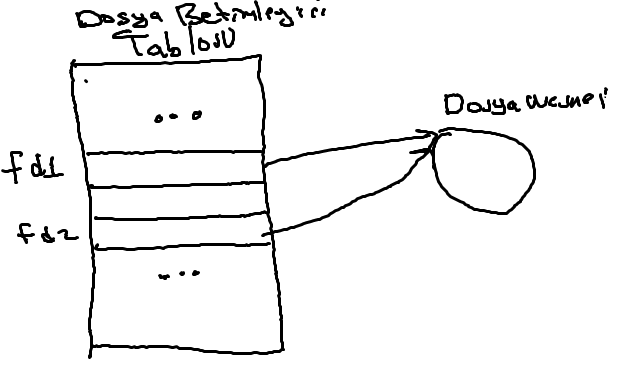 Dosya Betimleyici
Tablosu
...
fd1
fd2
...
Dosya Nesnesi